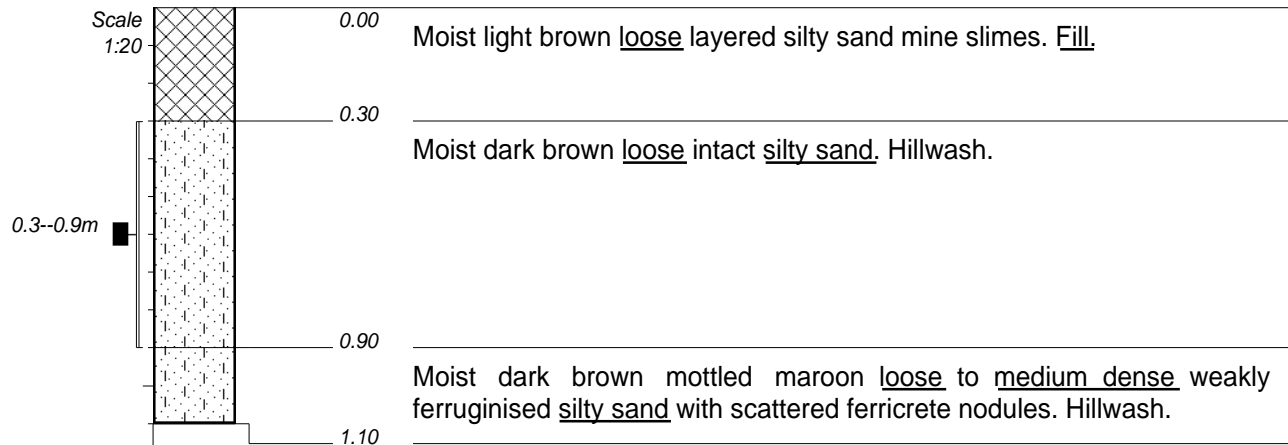 Scale
1:20
0.00
Moist light brown loose layered silty sand mine slimes. Fill.
0.30
Moist dark brown loose intact silty sand. Hillwash.
0.3--0.9m
0.90
Moist dark brown mottled maroon loose to medium dense weakly
ferruginised silty sand with scattered ferricrete nodules. Hillwash.
1.10